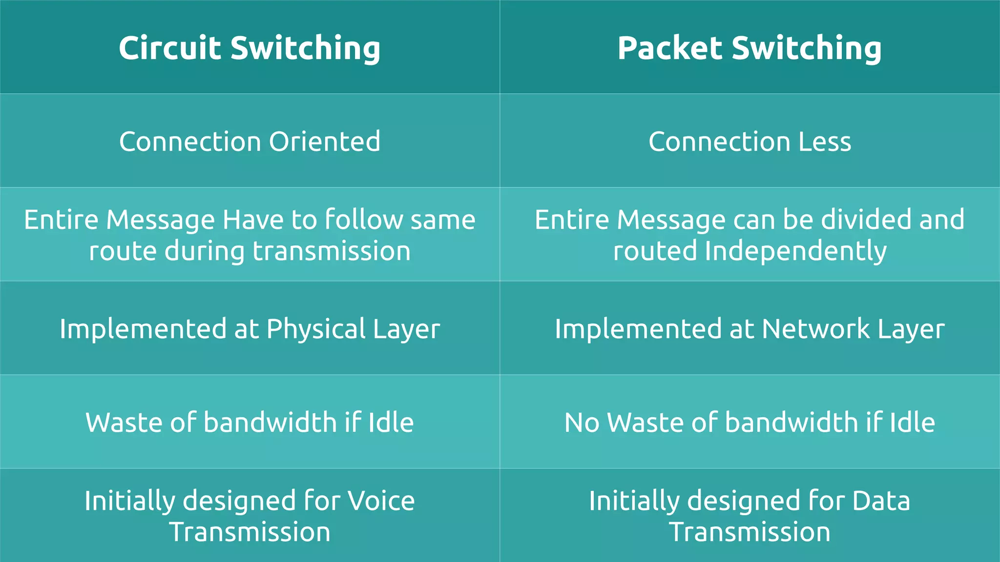 Circuit Switching
Packet Switching
Connection Oriented
Connection Less
Entire Message Have to follow same
route during transmission
Entire Message can be divided and
routed Independently
Implemented at Physical Layer
Implemented at Network Layer
Waste of bandwidth if Idle
No Waste of bandwidth if Idle
Initially designed for Voice
Transmission
Initially designed for Data
Transmission